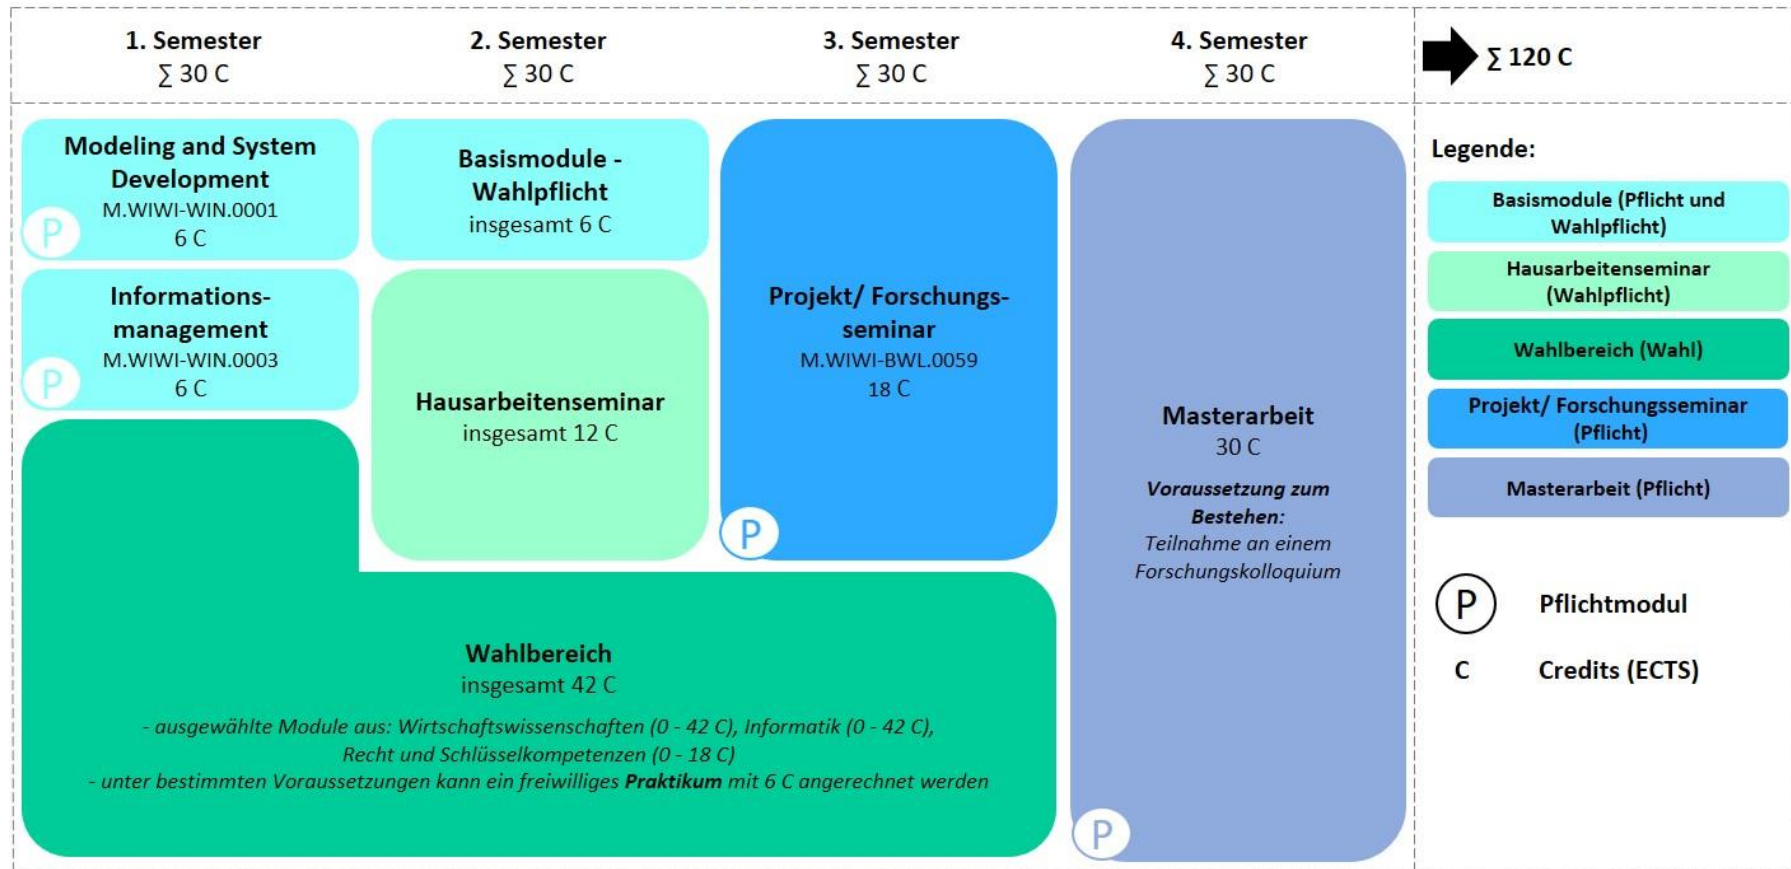 1. Semester
∑ 30 C
2. Semester
∑ 30 C
3. Semester
∑ 30 C
4. Semester
∑ 30 C
∑ 120 C
Modeling and System
Development
M.WIWI-WIN.0001
6 C
P
Informations-
management
M.WIWI-WIN.0003
6 C
P
Basismodule -
Wahlpflicht
insgesamt 6 C
Hausarbeitenseminar
insgesamt 12 C
Projekt/ Forschungs-
seminar
M.WIWI-BWL.0059
18 C
P
Masterarbeit
30 C
Voraussetzung zum
Bestehen:
Teilnahme an einem
Forschungskolloquium
P
Wahlbereich
insgesamt 42 C
- ausgewählte Module aus: Wirtschaftswissenschaften (0 - 42 C), Informatik (0 - 42 C),
Recht und Schlüsselkompetenzen (0 - 18 C)
- unter bestimmten Voraussetzungen kann ein freiwilliges Praktikum mit 6 C angerechnet werden
Legende:
Basismodule (Pflicht und
Wahlpflicht)
Hausarbeitenseminar
(Wahlpflicht)
Wahlbereich (Wahl)
Projekt/ Forschungsseminar
(Pflicht)
Masterarbeit (Pflicht)
P Pflichtmodul
C Credits (ECTS)